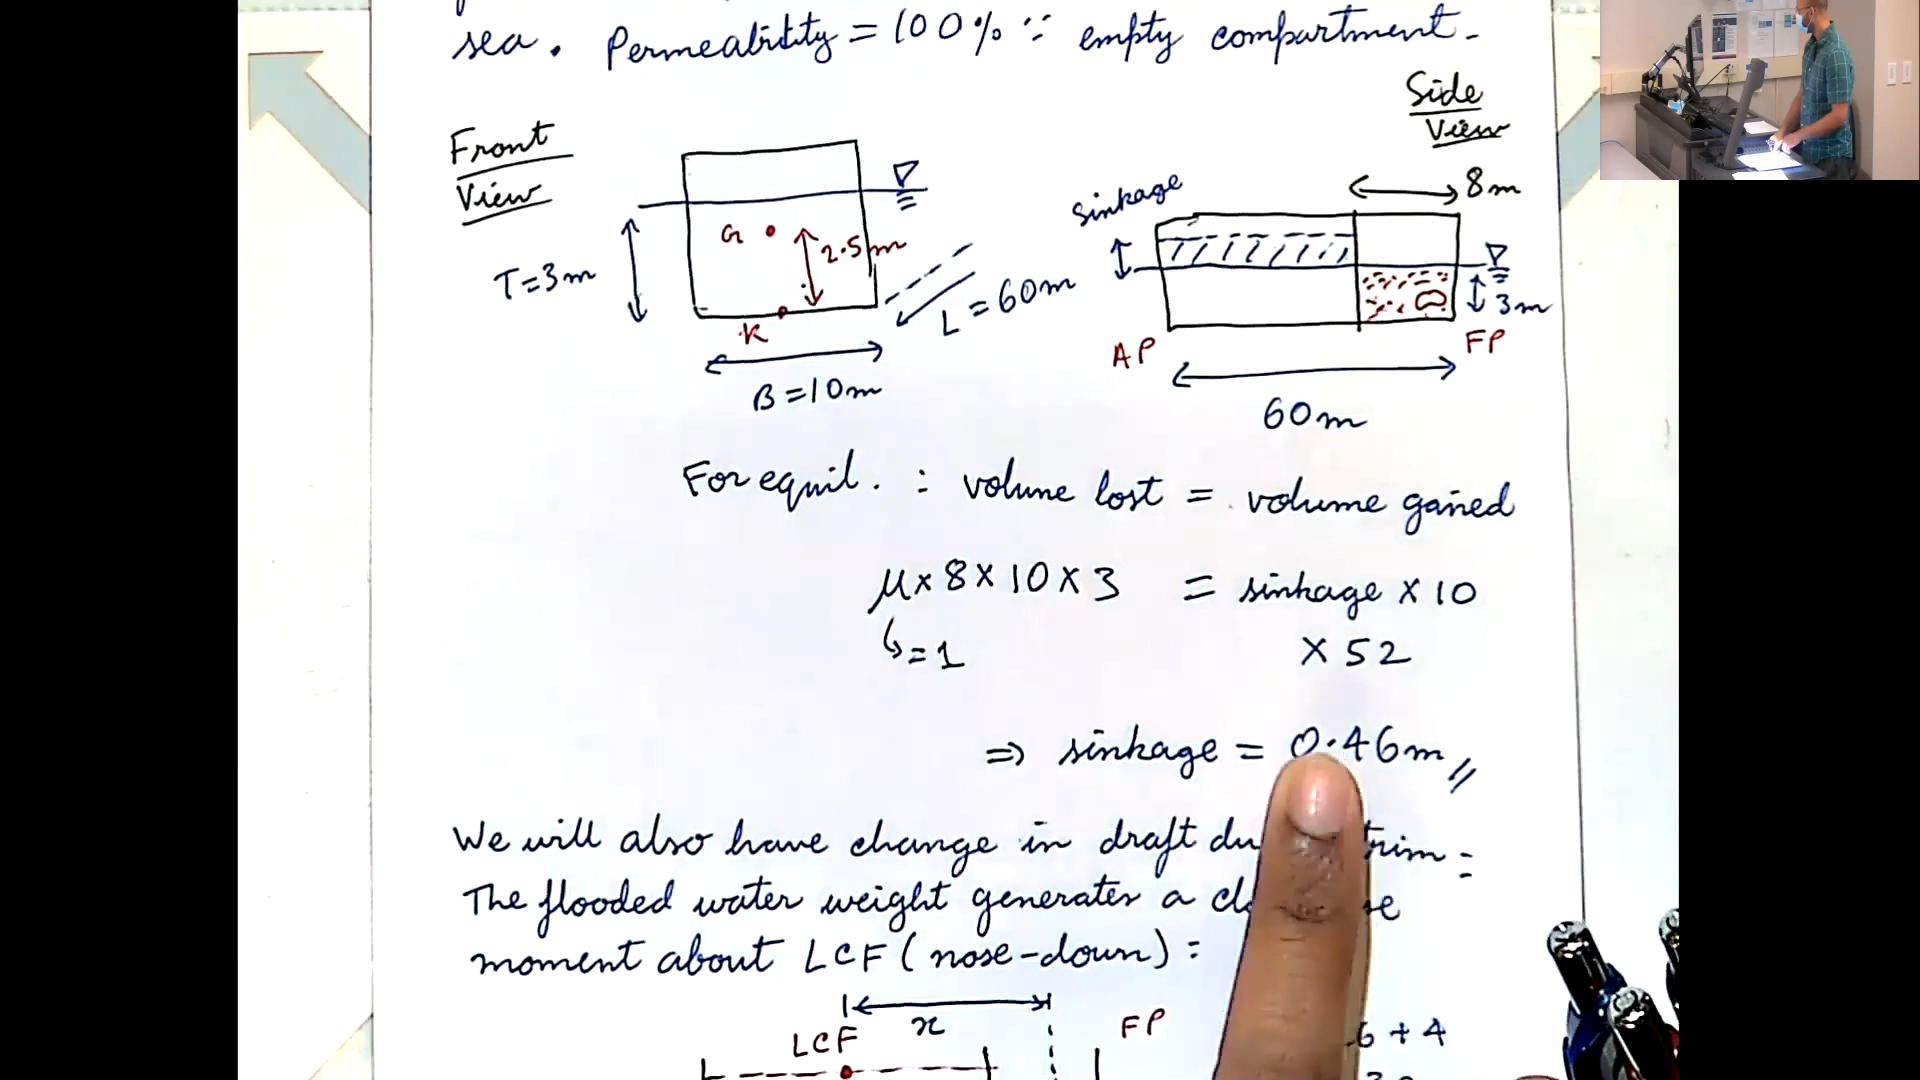 sea. Permeability = 100% ∵ empty compartment.
Front
View
Side
View
8m
sinkage
G
2.5m
T=3m
L=60m
3m
K
AP
FP
B=10m
60m
For equil. : volume lost = volume gained
μ × 8 × 10 × 3 = sinkage × 10
↳ = 1
× 52
⇒ sinkage = 0.46m //
We will also have change in draft du trim :
The flooded water weight generates a cl se
moment about LCF (nose-down) :
x
LCF
FP
6 + 4